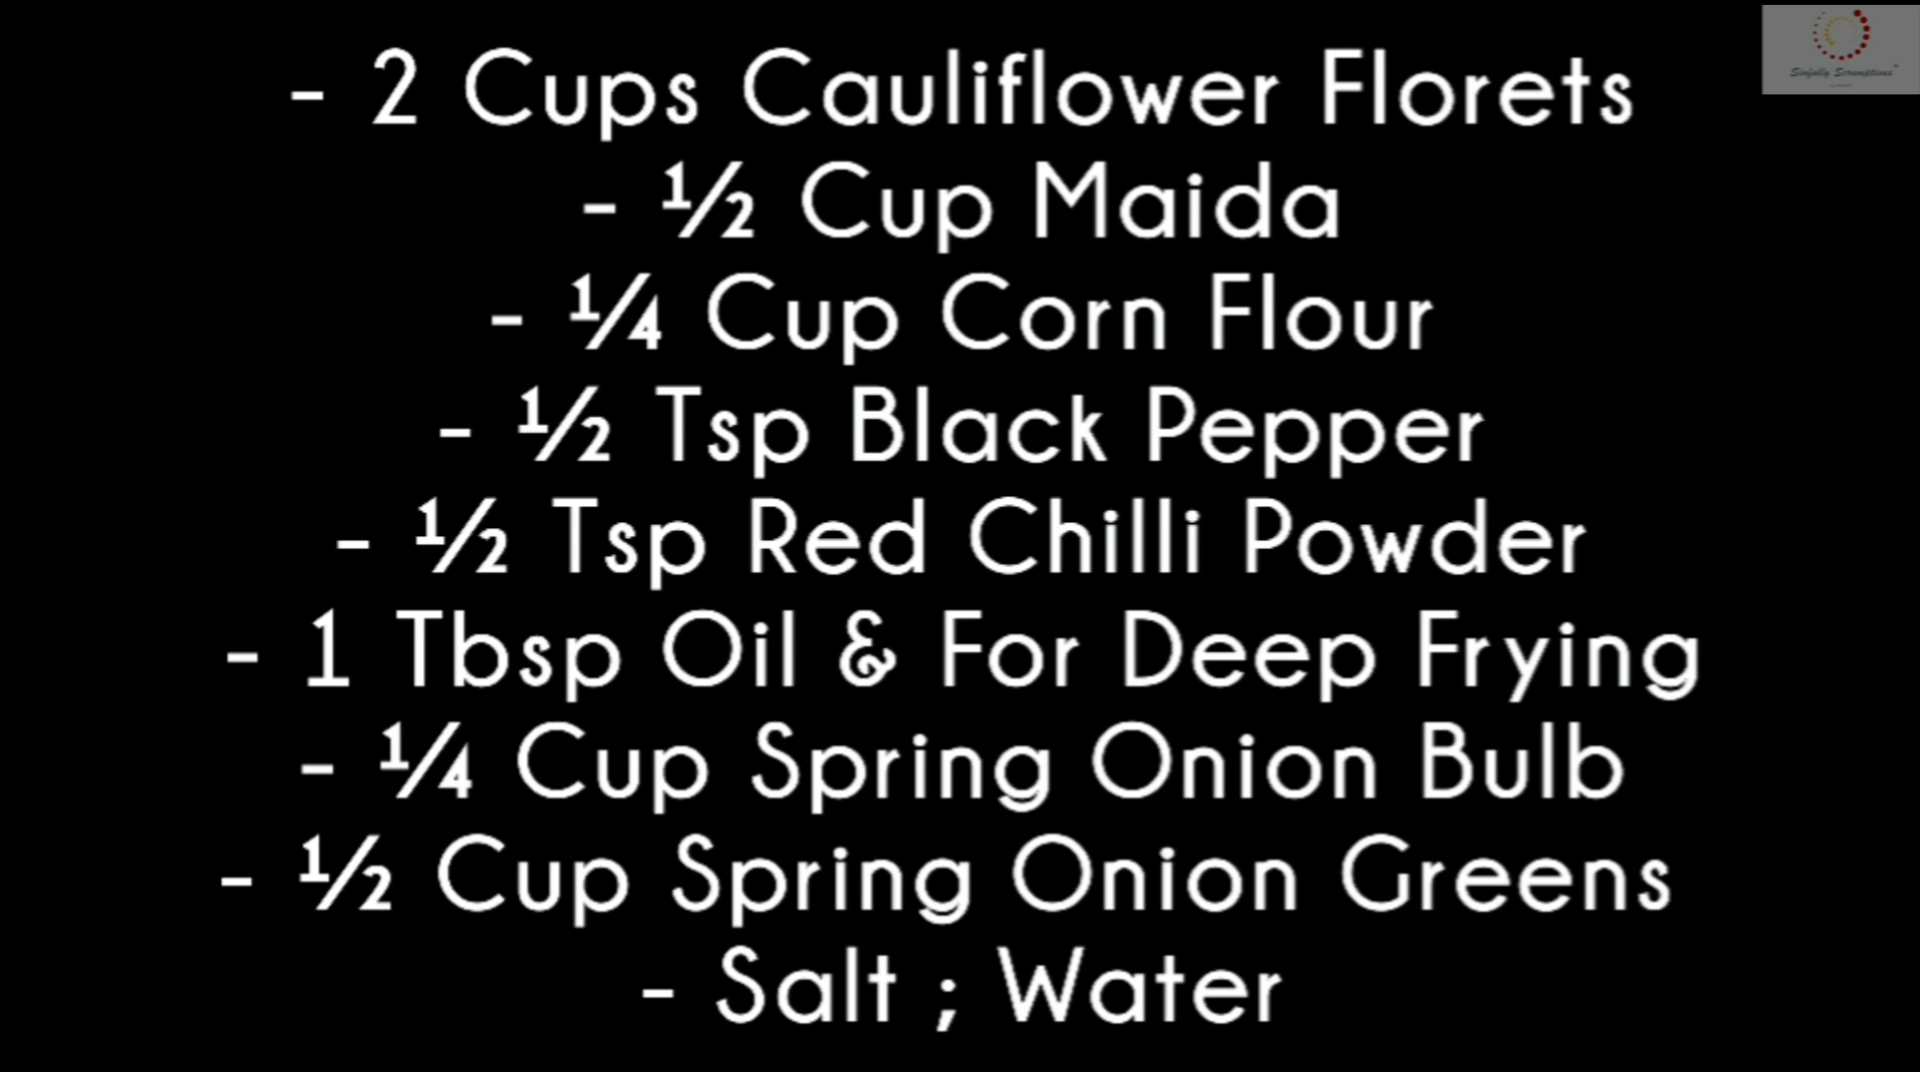 - 2 Cups Cauliflower Florets
- ½ Cup Maida
- ¼ Cup Corn Flour
- ½ Tsp Black Pepper
- ½ Tsp Red Chilli Powder
- 1 Tbsp Oil & For Deep Frying
- ¼ Cup Spring Onion Bulb
- ½ Cup Spring Onion Greens
- Salt ; Water
Sinfully Scrumptious